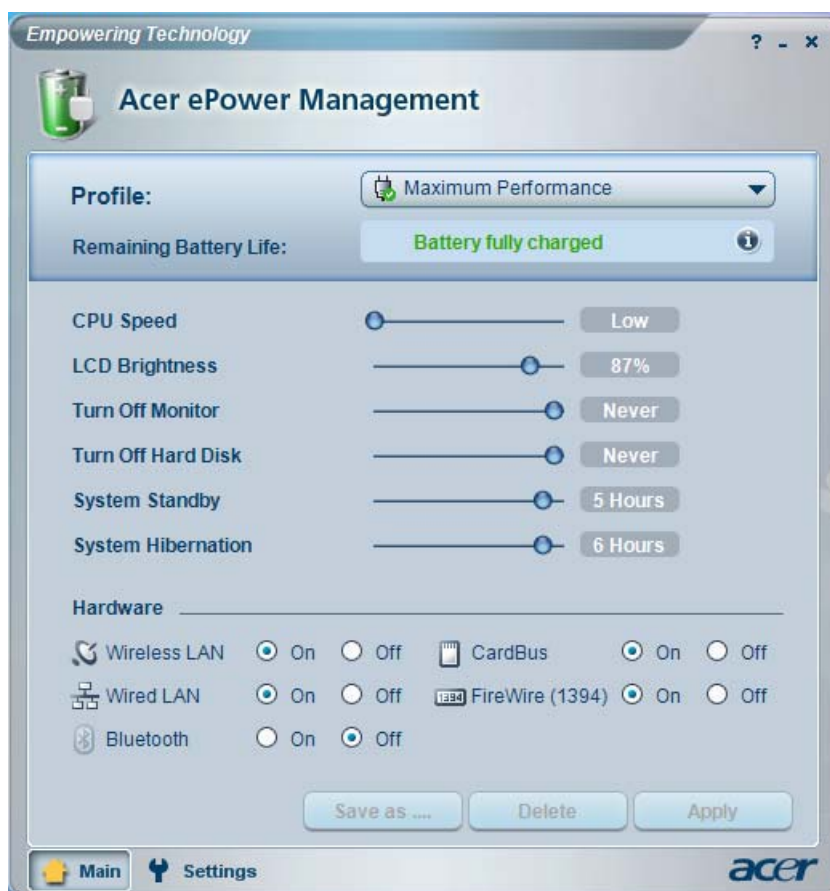 Empowering Technology
? - ×
Acer ePower Management
Profile: Maximum Performance
Remaining Battery Life: Battery fully charged
CPU Speed Low
LCD Brightness 87%
Turn Off Monitor Never
Turn Off Hard Disk Never
System Standby 5 Hours
System Hibernation 6 Hours
Hardware
Wireless LAN On Off CardBus On Off
Wired LAN On Off 1394 FireWire (1394) On Off
Bluetooth On Off
Save as .... Delete Apply
Main Settings acer